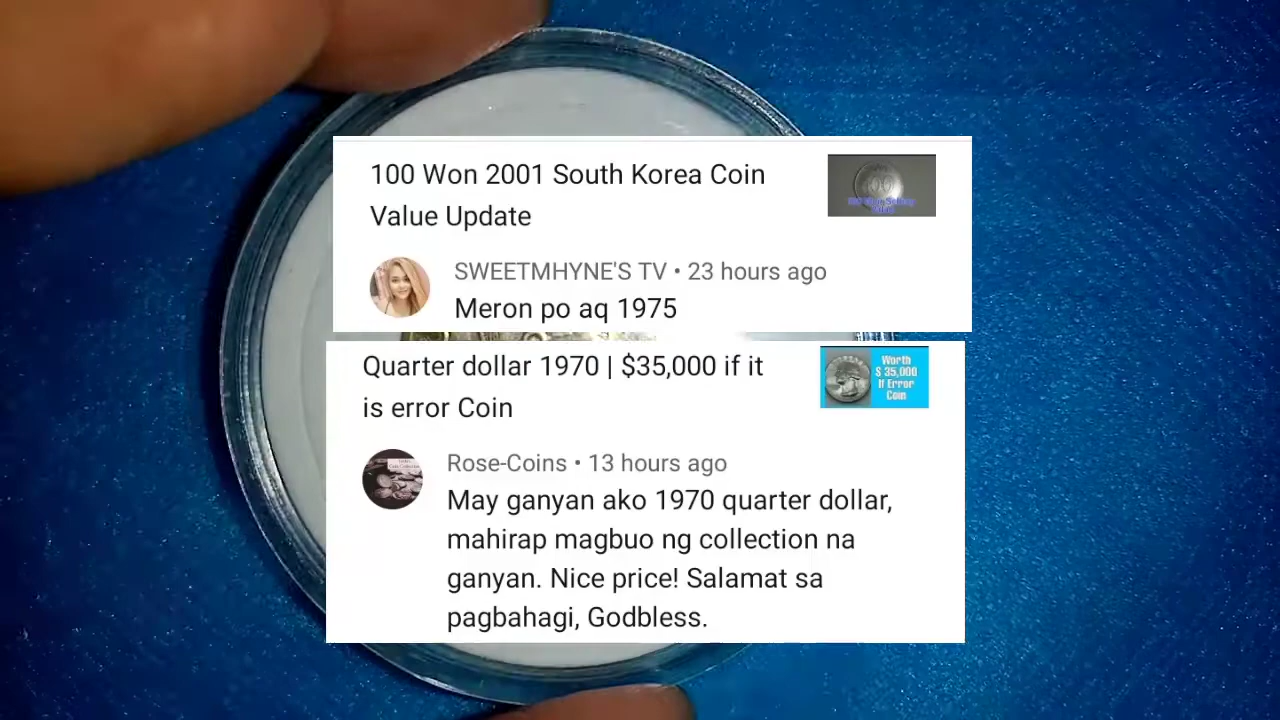 100 Won 2001 South Korea Coin
Value Update
SWEETMHYNE'S TV • 23 hours ago
Meron po aq 1975
Quarter dollar 1970 | $35,000 if it
is error Coin
Worth
$ 35,000
If Error
Coin
Rose-Coins • 13 hours ago
May ganyan ako 1970 quarter dollar,
mahirap magbuo ng collection na
ganyan. Nice price! Salamat sa
pagbahagi, Godbless.